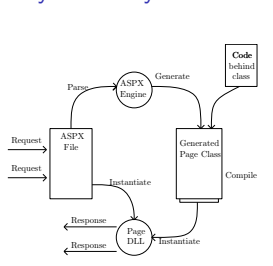 Code
behind
class
Parse
ASPX
Engine
Generate
Request
ASPX
File
Generated
Page Class
Request
Compile
Instantiate
Response
Page
DLL
Instantiate
Response